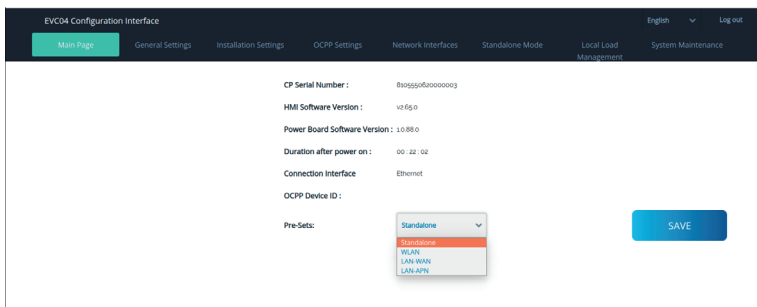 EVC04 Configuration Interface
English
Log out
Main Page
General Settings
Installation Settings
OCPP Settings
Network Interfaces
Standalone Mode
Local Load Management
System Maintenance
CP Serial Number : 8105550620000003
HMI Software Version : v2.65.0
Power Board Software Version : 1.0.88.0
Duration after power on : 00 : 22 : 02
Connection Interface Ethernet
OCPP Device ID :
Pre-Sets: Standalone
Standalone
WLAN
LAN-WAN
LAN-APN
SAVE